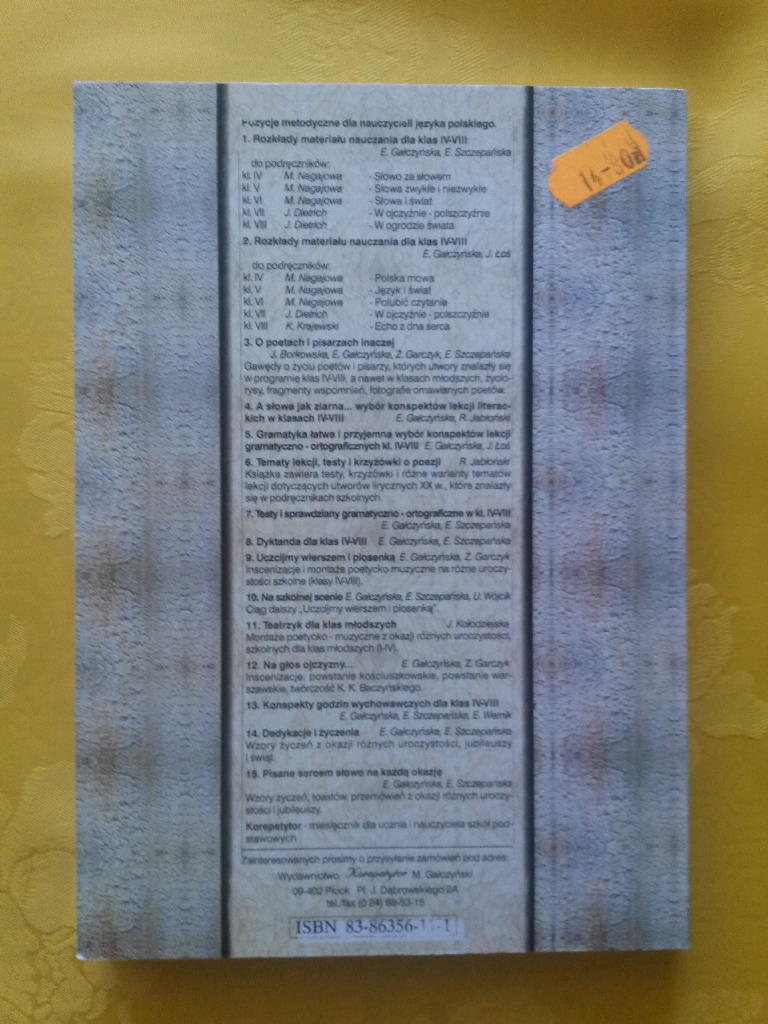 Pozycje metodyczne dla nauczycieli języka polskiego.
1. Rozkłady materiału nauczania dla klas IV-VIII
E. Gałczyńska, E. Szczepańska
do podręczników:
kl. IV M. Nagajowa - Słowo za słowem
kl. V M. Nagajowa - Słowa zwykłe i niezwykłe
kl. VI M. Nagajowa - Słowa i świat
kl. VII J. Dietrich - W ojczyźnie - polszczyźnie
kl. VIII J. Dietrich - W ogrodzie świata
2. Rozkłady materiału nauczania dla klas IV-VIII
E. Gałczyńska, J. Łoś
do podręczników:
kl. IV M. Nagajowa - Polska mowa
kl. V M. Nagajowa - Język i świat
kl. VI M. Nagajowa - Polubić czytanie
kl. VII J. Dietrich - W ojczyźnie - polszczyźnie
kl. VIII K. Krajewski - Echo z dna serca
3. O poetach i pisarzach inaczej
J. Borkowska, E. Gałczyńska, Z. Garczyk, E. Szczepańska
Gawędy o życiu poetów i pisarzy, których utwory znalazły się
w programie klas IV-VIII, a nawet w klasach młodszych, życio-
rysy, fragmenty wspomnień, fotografie omawianych poetów.
4. A słowa jak ziarna... wybór konspektów lekcji literac-
kich w klasach IV-VIII E. Gałczyńska, R. Jabłoński
5. Gramatyka łatwa i przyjemna wybór konspektów lekcji
gramatyczno - ortograficznych kl. IV-VIII E. Gałczyńska, J. Łoś
6. Tematy lekcji, testy i krzyżówki o poezji R. Jabłoński
Książka zawiera testy, krzyżówki i różne warianty tematów
lekcji dotyczących utworów lirycznych XX w., które znalazły
się w podręcznikach szkolnych.
7. Testy i sprawdziany gramatyczno - ortograficzne w kl. IV-VIII
E. Gałczyńska, E. Szczepańska
8. Dyktanda dla klas IV-VIII E. Gałczyńska, E. Szczepańska
9. Uczcijmy wierszem i piosenką E. Gałczyńska, Z. Garczyk
Inscenizacje i montaże poetycko muzyczne na różne uroczy-
stości szkolne (klasy IV-VIII).
10. Na szkolnej scenie E. Gałczyńska, E. Szczepańska, U. Wójcik
Ciąg dalszy „Uczcijmy wierszem i piosenką".
11. Teatrzyk dla klas młodszych J. Kołodziejska
Montaże poetycko - muzyczne z okazji różnych uroczystości,
szkolnych dla klas młodszych (I-IV).
12. Na głos ojczyzny... E. Gałczyńska, Z. Garczyk
Inscenizacje: powstanie kościuszkowskie, powstanie war-
szawskie, twórczość K. K. Baczyńskiego.
13. Konspekty godzin wychowawczych dla klas IV-VIII
E. Gałczyńska, E. Szczepańska, E. Wernik
14. Dedykacje i życzenia E. Gałczyńska, E. Szczepańska
Wzory życzeń z okazji różnych uroczystości, jubileuszy
i świąt.
15. Pisane sercem słowo na każdą okazję
E. Gałczyńska, E. Szczepańska
Wzory życzeń, toastów, przemówień z okazji różnych uroczy-
stości i jubileuszy.
Korepetytor - miesięcznik dla ucznia i nauczyciela szkół pod-
stawowych
Zainteresowanych prosimy o przysyłanie zamówień pod adres:
Wydawnictwo Korepetytor M. Gałczyński
09-402 Płock Pl. J. Dąbrowskiego 2A
tel./fax (0 24) 69-53-15
ISBN 83-86356-1 -1
14-80zł